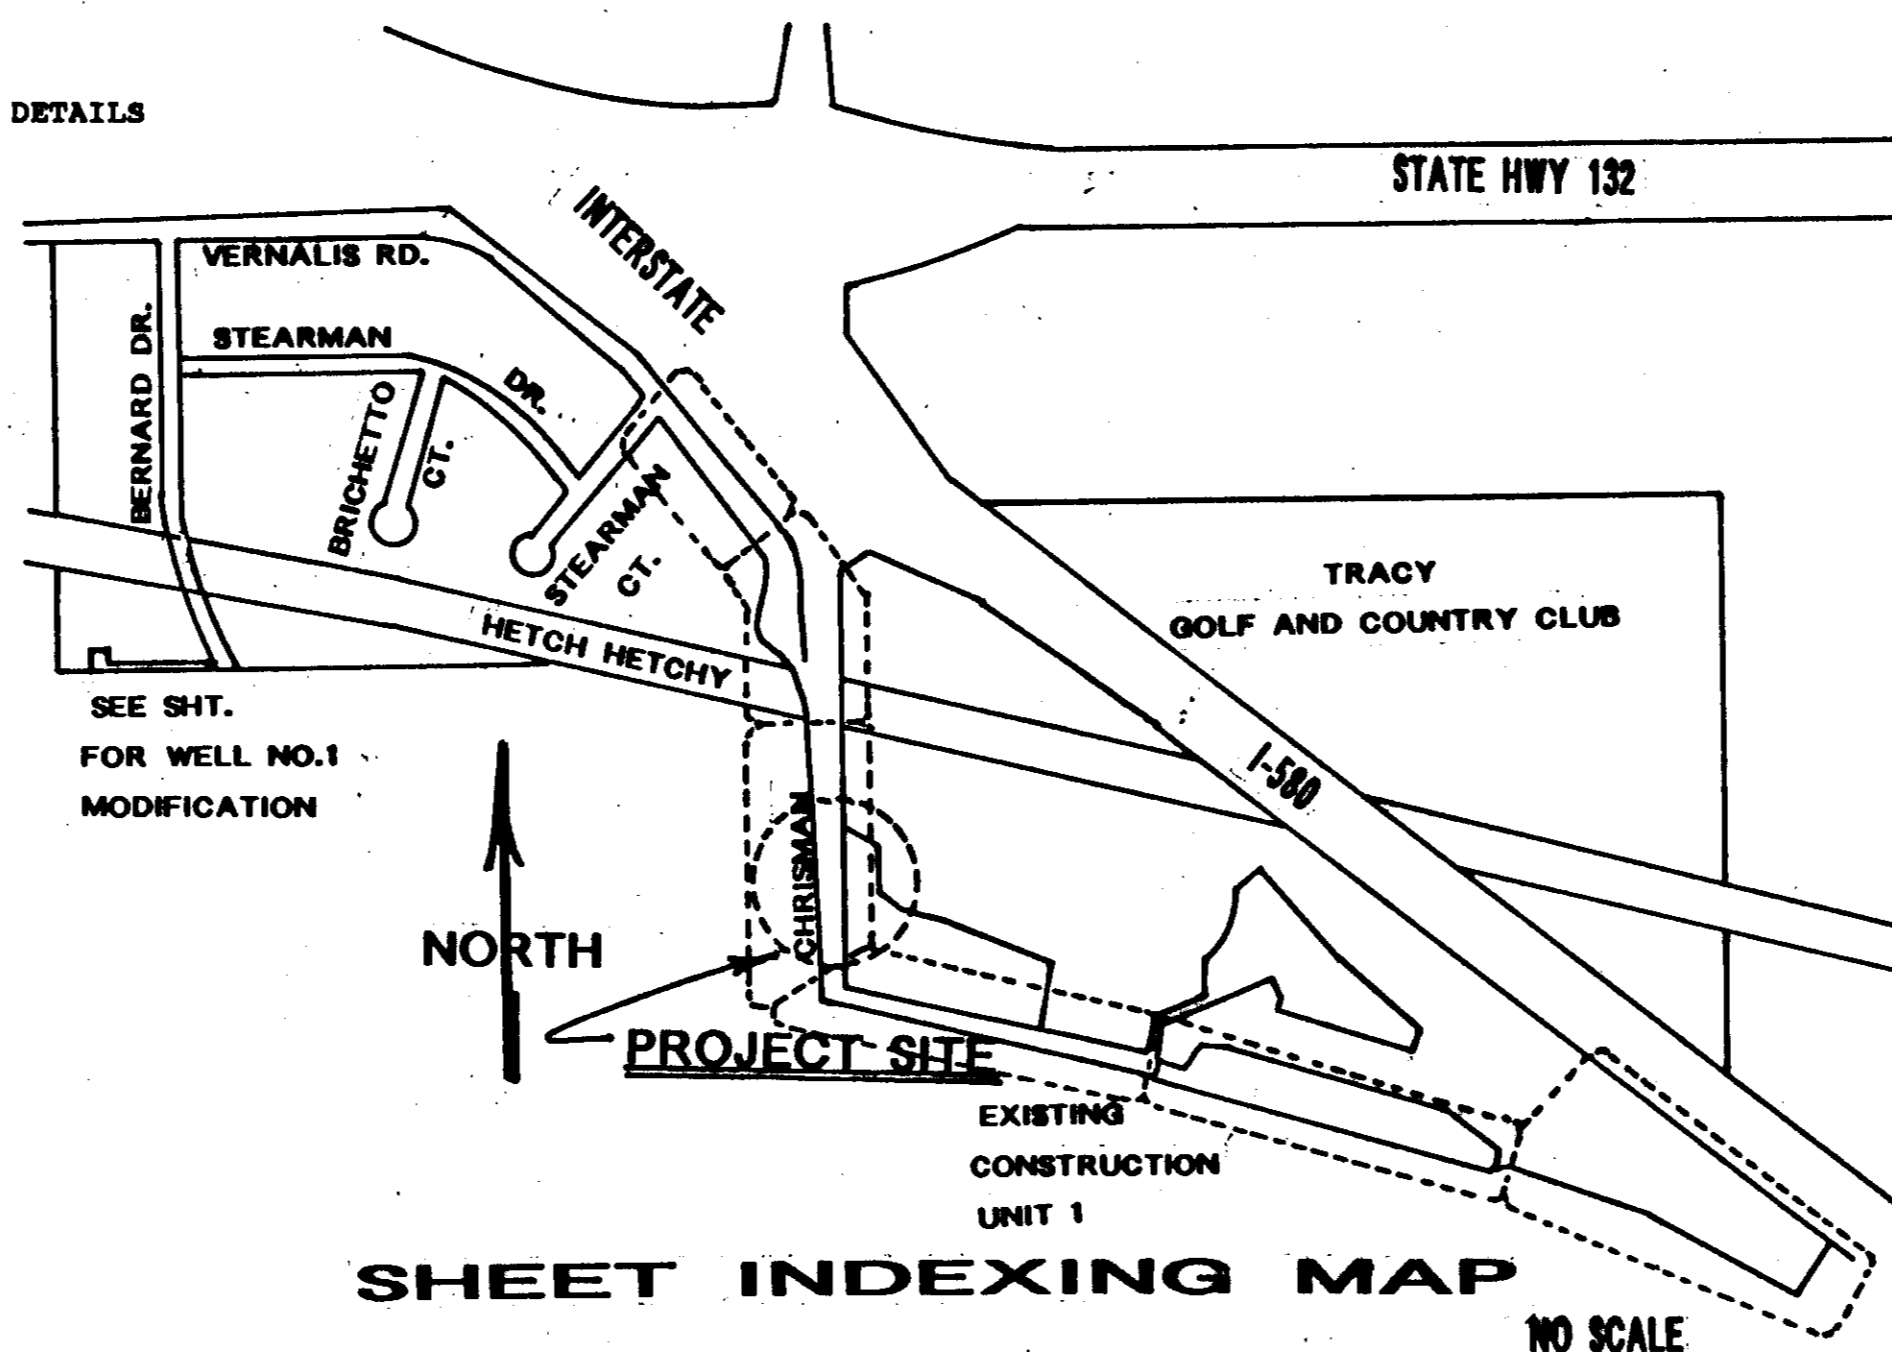 DETAILS
STATE HWY 132
INTERSTATE
VERNALIS RD.
STEARMAN
DR.
BERNARD DR.
BRICHETTO
CT.
STEARMAN
CT.
HETCH HETCHY
TRACY
GOLF AND COUNTRY CLUB
SEE SHT.
FOR WELL NO.1
MODIFICATION
I-580
CHRISMAN
NORTH
PROJECT SITE
EXISTING
CONSTRUCTION
UNIT 1
SHEET INDEXING MAP
NO SCALE